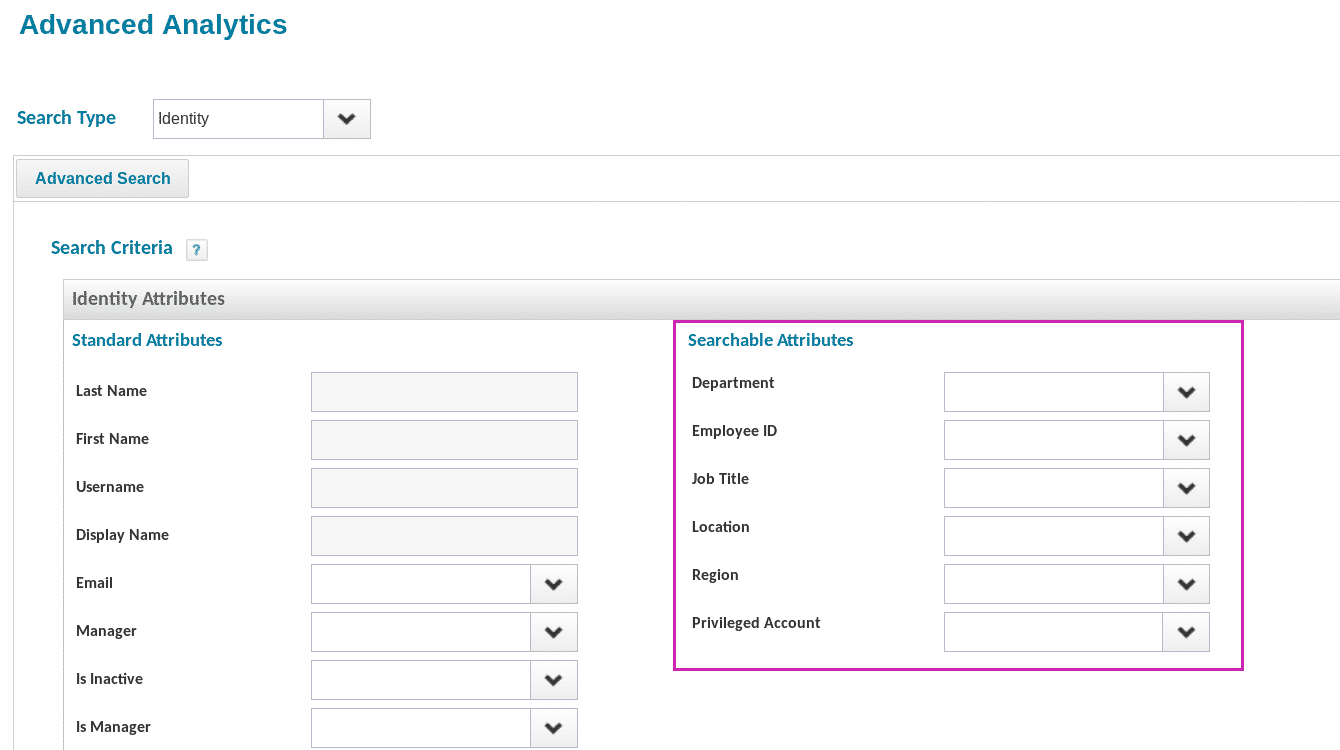 Advanced Analytics
Search Type
Identity
Advanced Search
Search Criteria ?
Identity Attributes
Standard Attributes
Last Name
First Name
Username
Display Name
Email
Manager
Is Inactive
Is Manager
Searchable Attributes
Department
Employee ID
Job Title
Location
Region
Privileged Account